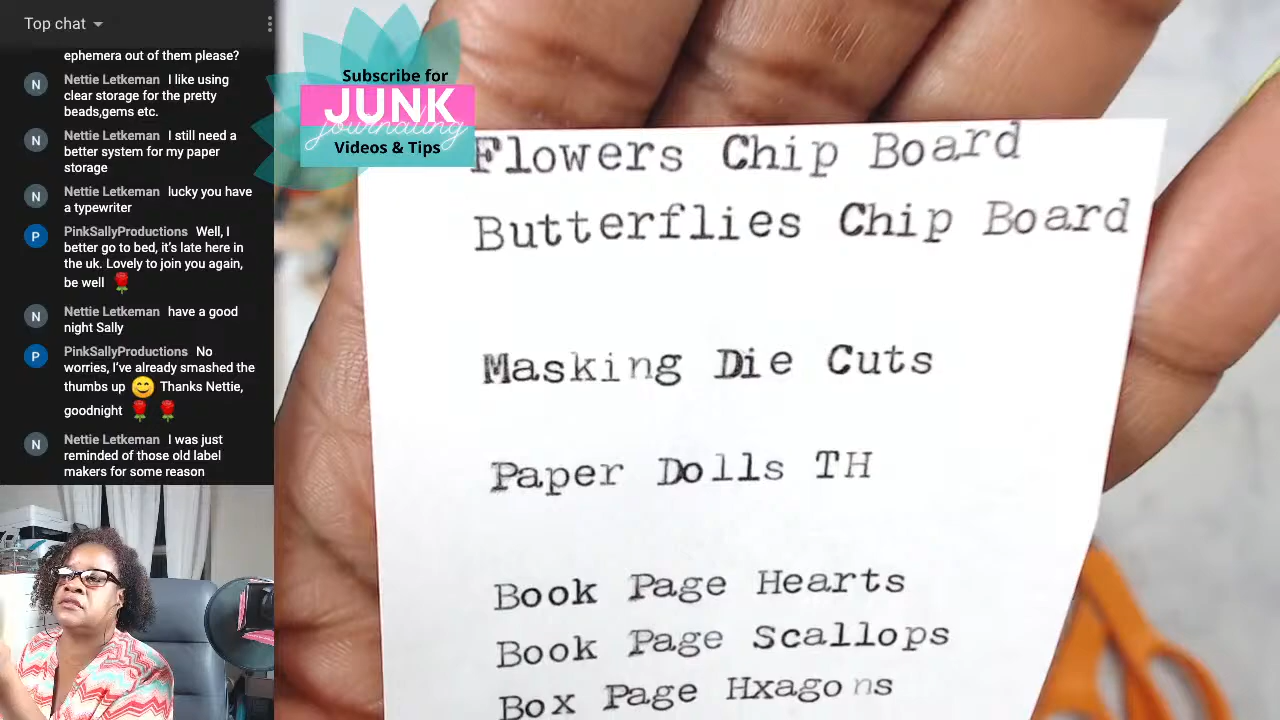 Top chat
ephemera out of them please?
N Nettie Letkeman I like using
clear storage for the pretty
beads,gems etc.
N Nettie Letkeman I still need a
better system for my paper
storage
N Nettie Letkeman lucky you have
a typewriter
P PinkSallyProductions Well, I
better go to bed, it's late here in
the uk. Lovely to join you again,
be well
N Nettie Letkeman have a good
night Sally
P PinkSallyProductions No
worries, I've already smashed the
thumbs up Thanks Nettie,
goodnight
N Nettie Letkeman I was just
reminded of those old label
makers for some reason
Subscribe for
JUNK
journaling
Videos & Tips
Flowers Chip Board
Butterflies Chip Board
Masking Die Cuts
Paper Dolls TH
Book Page Hearts
Book Page Scallops
Box Page Hxagons